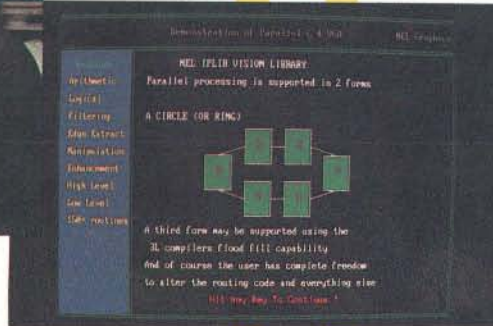 Demonstration of Parallel C
MEL Graphics
MEL IPLIB VISION LIBRARY
Parallel processing is supported in 2 forms
Arithmetic
Logical
Filtering
Edge Extract
Manipulation
Enhancement
High Level
Low Level
150+ routines
A CIRCLE (OR RING)
A third form may be supported using the
3L compilers flood fill capability
And of course the user has complete freedom
to alter the routing code and everything else
Hit Any Key To Continue !